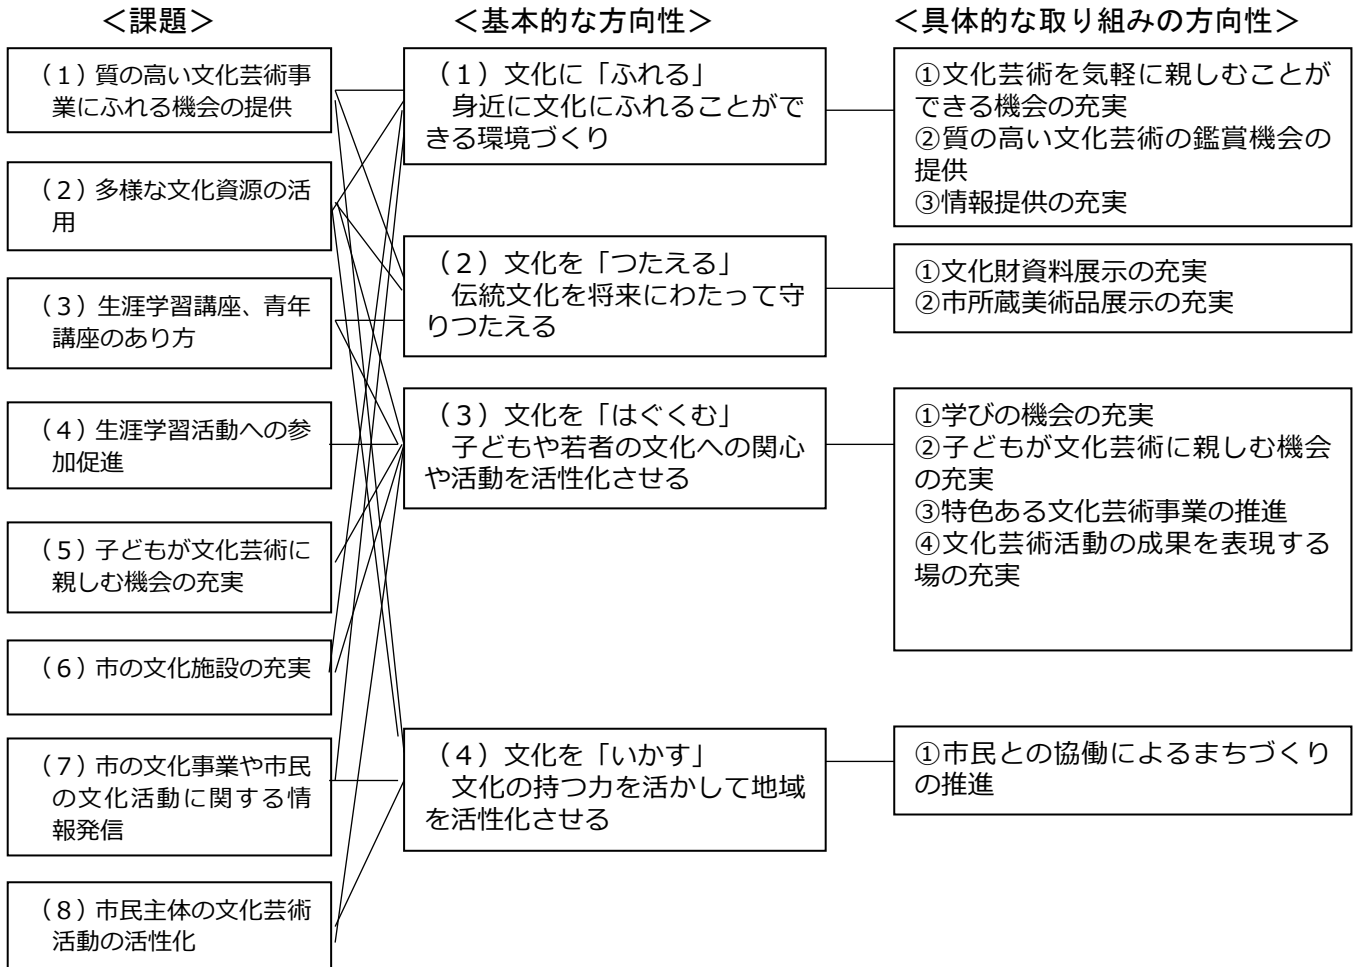 ＜課題＞
（１）質の高い文化芸術事
業にふれる機会の提供
（２）多様な文化資源の活
用
（３）生涯学習講座、青年
講座のあり方
（４）生涯学習活動への参
加促進
（５）子どもが文化芸術に
親しむ機会の充実
（６）市の文化施設の充実
（７）市の文化事業や市民
の文化活動に関する情
報発信
（８）市民主体の文化芸術
活動の活性化
＜基本的な方向性＞
（１）文化に「ふれる」
身近に文化にふれることがで
きる環境づくり
（２）文化を「つたえる」
伝統文化を将来にわたって守
りつたえる
（３）文化を「はぐくむ」
子どもや若者の文化への関心
や活動を活性化させる
（４）文化を「いかす」
文化の持つ力を活かして地域
を活性化させる
＜具体的な取り組みの方向性＞
①文化芸術を気軽に親しむことが
できる機会の充実
②質の高い文化芸術の鑑賞機会の
提供
③情報提供の充実
①文化財資料展示の充実
②市所蔵美術品展示の充実
①学びの機会の充実
②子どもが文化芸術に親しむ機会
の充実
③特色ある文化芸術事業の推進
④文化芸術活動の成果を表現する
場の充実
①市民との協働によるまちづくり
の推進